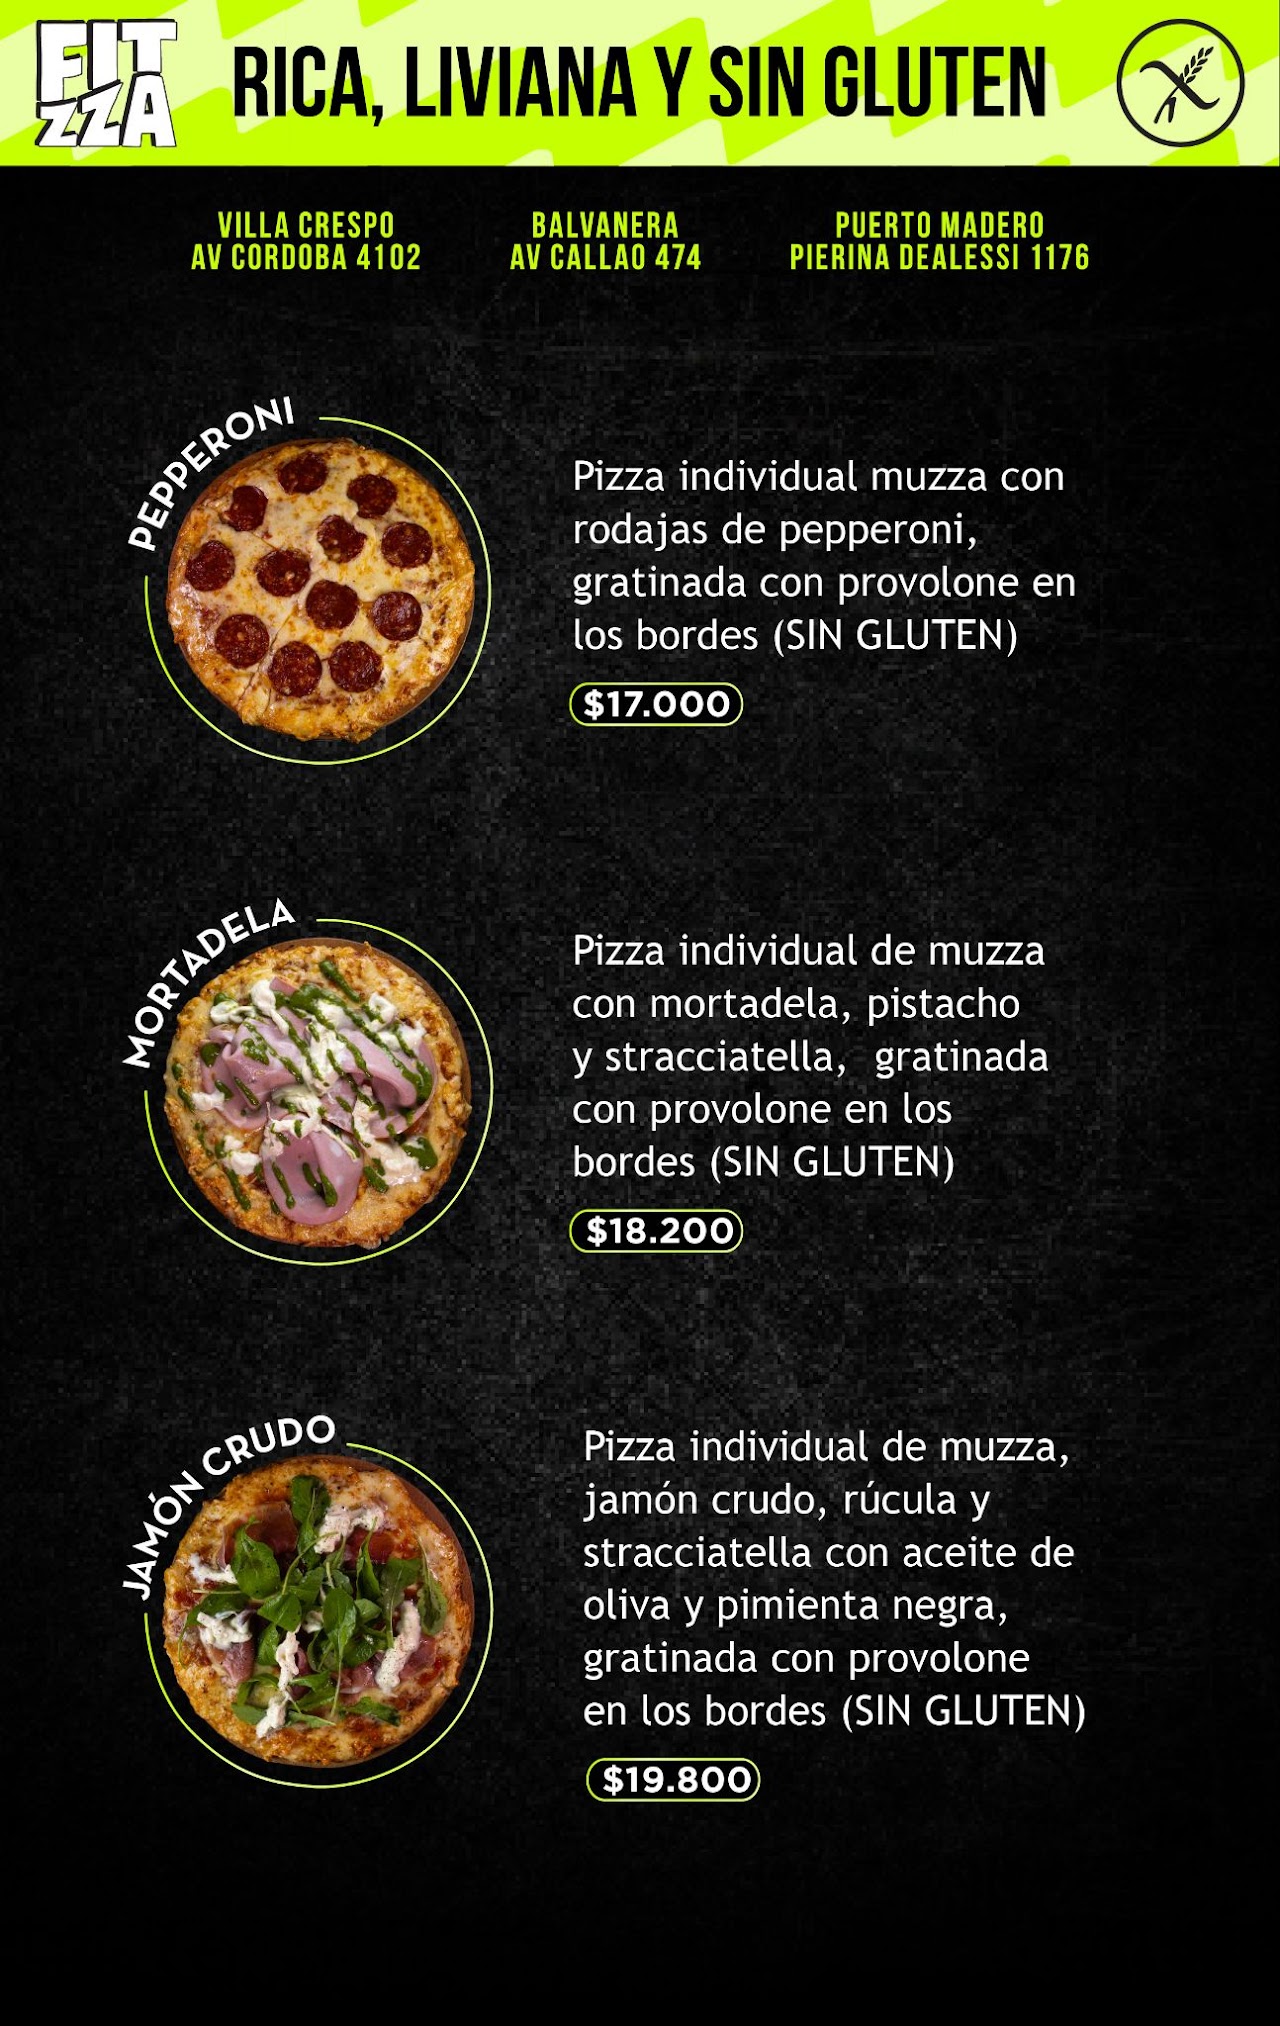 FIT
ZZA
RICA, LIVIANA Y SIN GLUTEN
VILLA CRESPO
AV CORDOBA 4102
BALVANERA
AV CALLAO 474
PUERTO MADERO
PIERINA DEALESSI 1176
PEPPERONI
Pizza individual muzza con
rodajas de pepperoni,
gratinada con provolone en
los bordes (SIN GLUTEN)
$17.000
MORTADELA
Pizza individual de muzza
con mortadela, pistacho
y stracciatella, gratinada
con provolone en los
bordes (SIN GLUTEN)
$18.200
JAMÓN CRUDO
Pizza individual de muzza,
jamón crudo, rúcula y
stracciatella con aceite de
oliva y pimienta negra,
gratinada con provolone
en los bordes (SIN GLUTEN)
$19.800